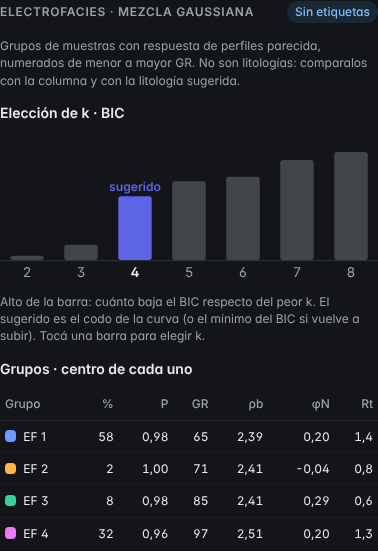 ELECTROFACIES · MEZCLA GAUSSIANA Sin etiquetas
Grupos de muestras con respuesta de perfiles parecida,
numerados de menor a mayor GR. No son litologías: comparalos
con la columna y con la litología sugerida.
Elección de k · BIC
sugerido
2 3 4 5 6 7 8
Alto de la barra: cuánto baja el BIC respecto del peor k. El
sugerido es el codo de la curva (o el mínimo del BIC si vuelve a
subir). Tocá una barra para elegir k.
Grupos · centro de cada uno
Grupo % P GR ρb φN Rt
EF 1 58 0,98 65 2,39 0,20 1,4
EF 2 2 1,00 71 2,41 -0,04 0,8
EF 3 8 0,98 85 2,41 0,29 0,6
EF 4 32 0,96 97 2,51 0,20 1,3